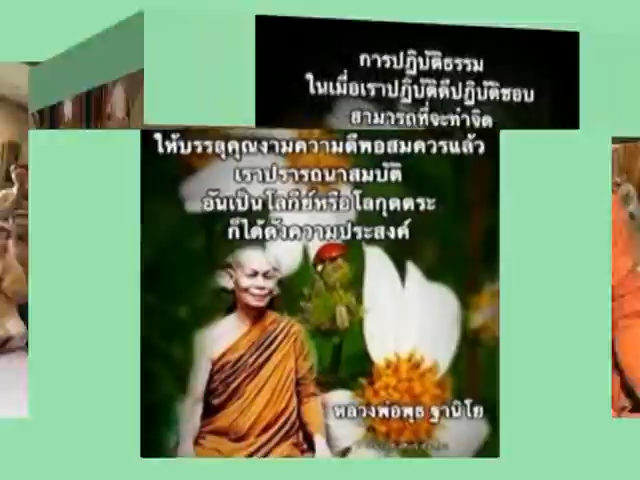 การปฏิบัติธรรม
ในเมื่อเราปฏิบัติดีปฏิบัติชอบ
สามารถที่จะทำจิต
ให้บรรลุคุณงามความดีพอสมควรแล้ว
เราปรารถนาสมบัติ
อันเป็นโลกีย์หรือโลกุตตระ
ก็ได้ดังความประสงค์
หลวงพ่อพุธ ฐานิโย